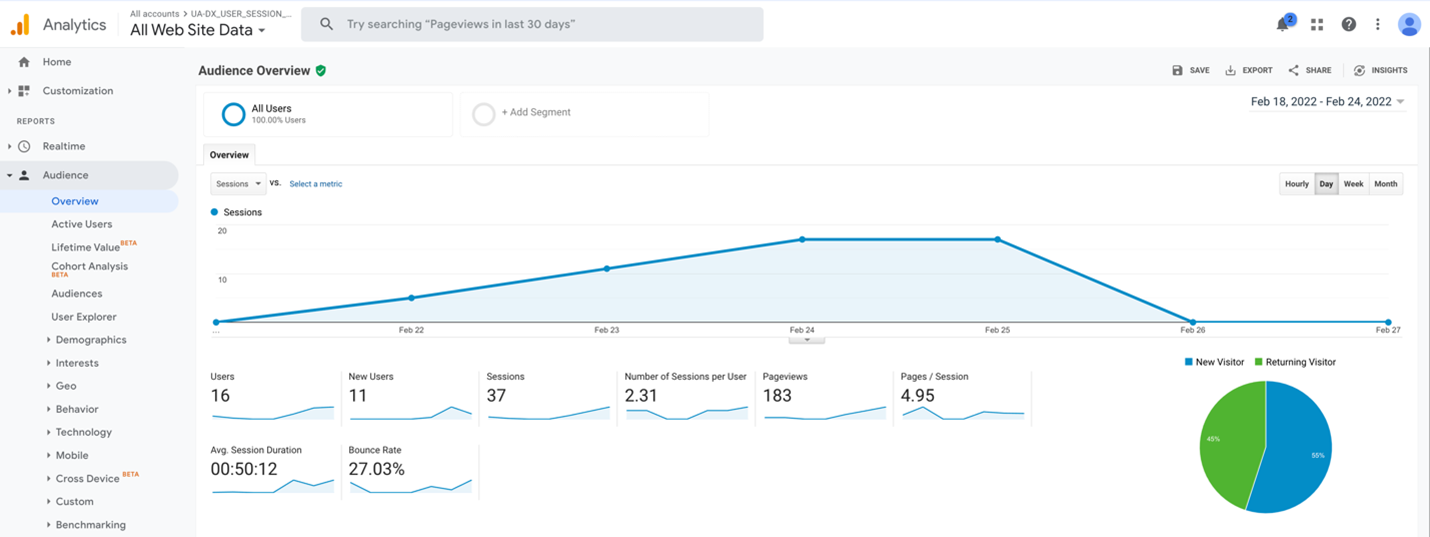 Analytics
All accounts > UA-DX_USER_SESSION_...
All Web Site Data
Try searching “Pageviews in last 30 days”
2
Home
Customization
REPORTS
Realtime
Audience
Overview
Active Users
Lifetime Value BETA
Cohort Analysis
BETA
Audiences
User Explorer
Demographics
Interests
Geo
Behavior
Technology
Mobile
Cross Device BETA
Custom
Benchmarking
Audience Overview
SAVE
EXPORT
SHARE
INSIGHTS
All Users
100.00% Users
+ Add Segment
Feb 18, 2022 - Feb 24, 2022
Overview
Sessions
VS.
Select a metric
Hourly
Day
Week
Month
Sessions
20
10
...
Feb 22
Feb 23
Feb 24
Feb 25
Feb 26
Feb 27
Users
16
New Users
11
Sessions
37
Number of Sessions per User
2.31
Pageviews
183
Pages / Session
4.95
Avg. Session Duration
00:50:12
Bounce Rate
27.03%
New Visitor
Returning Visitor
45%
55%